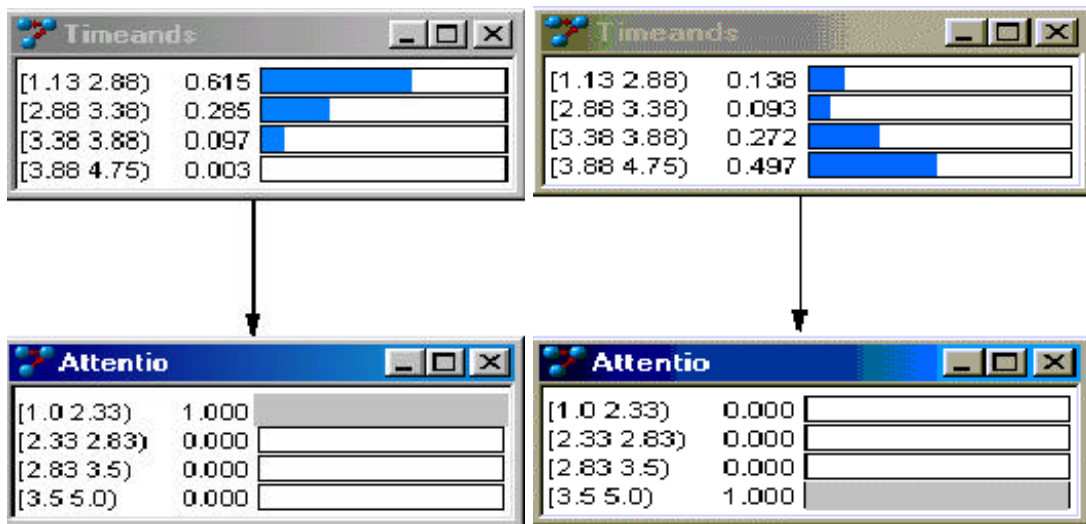 Timeands
[1.13 2.88) 0.615
[2.88 3.38) 0.285
[3.38 3.88) 0.097
[3.88 4.75) 0.003
Timeands
[1.13 2.88) 0.138
[2.88 3.38) 0.093
[3.38 3.88) 0.272
[3.88 4.75) 0.497
Attentio
[1.0 2.33) 1.000
[2.33 2.83) 0.000
[2.83 3.5) 0.000
[3.5 5.0) 0.000
Attentio
[1.0 2.33) 0.000
[2.33 2.83) 0.000
[2.83 3.5) 0.000
[3.5 5.0) 1.000